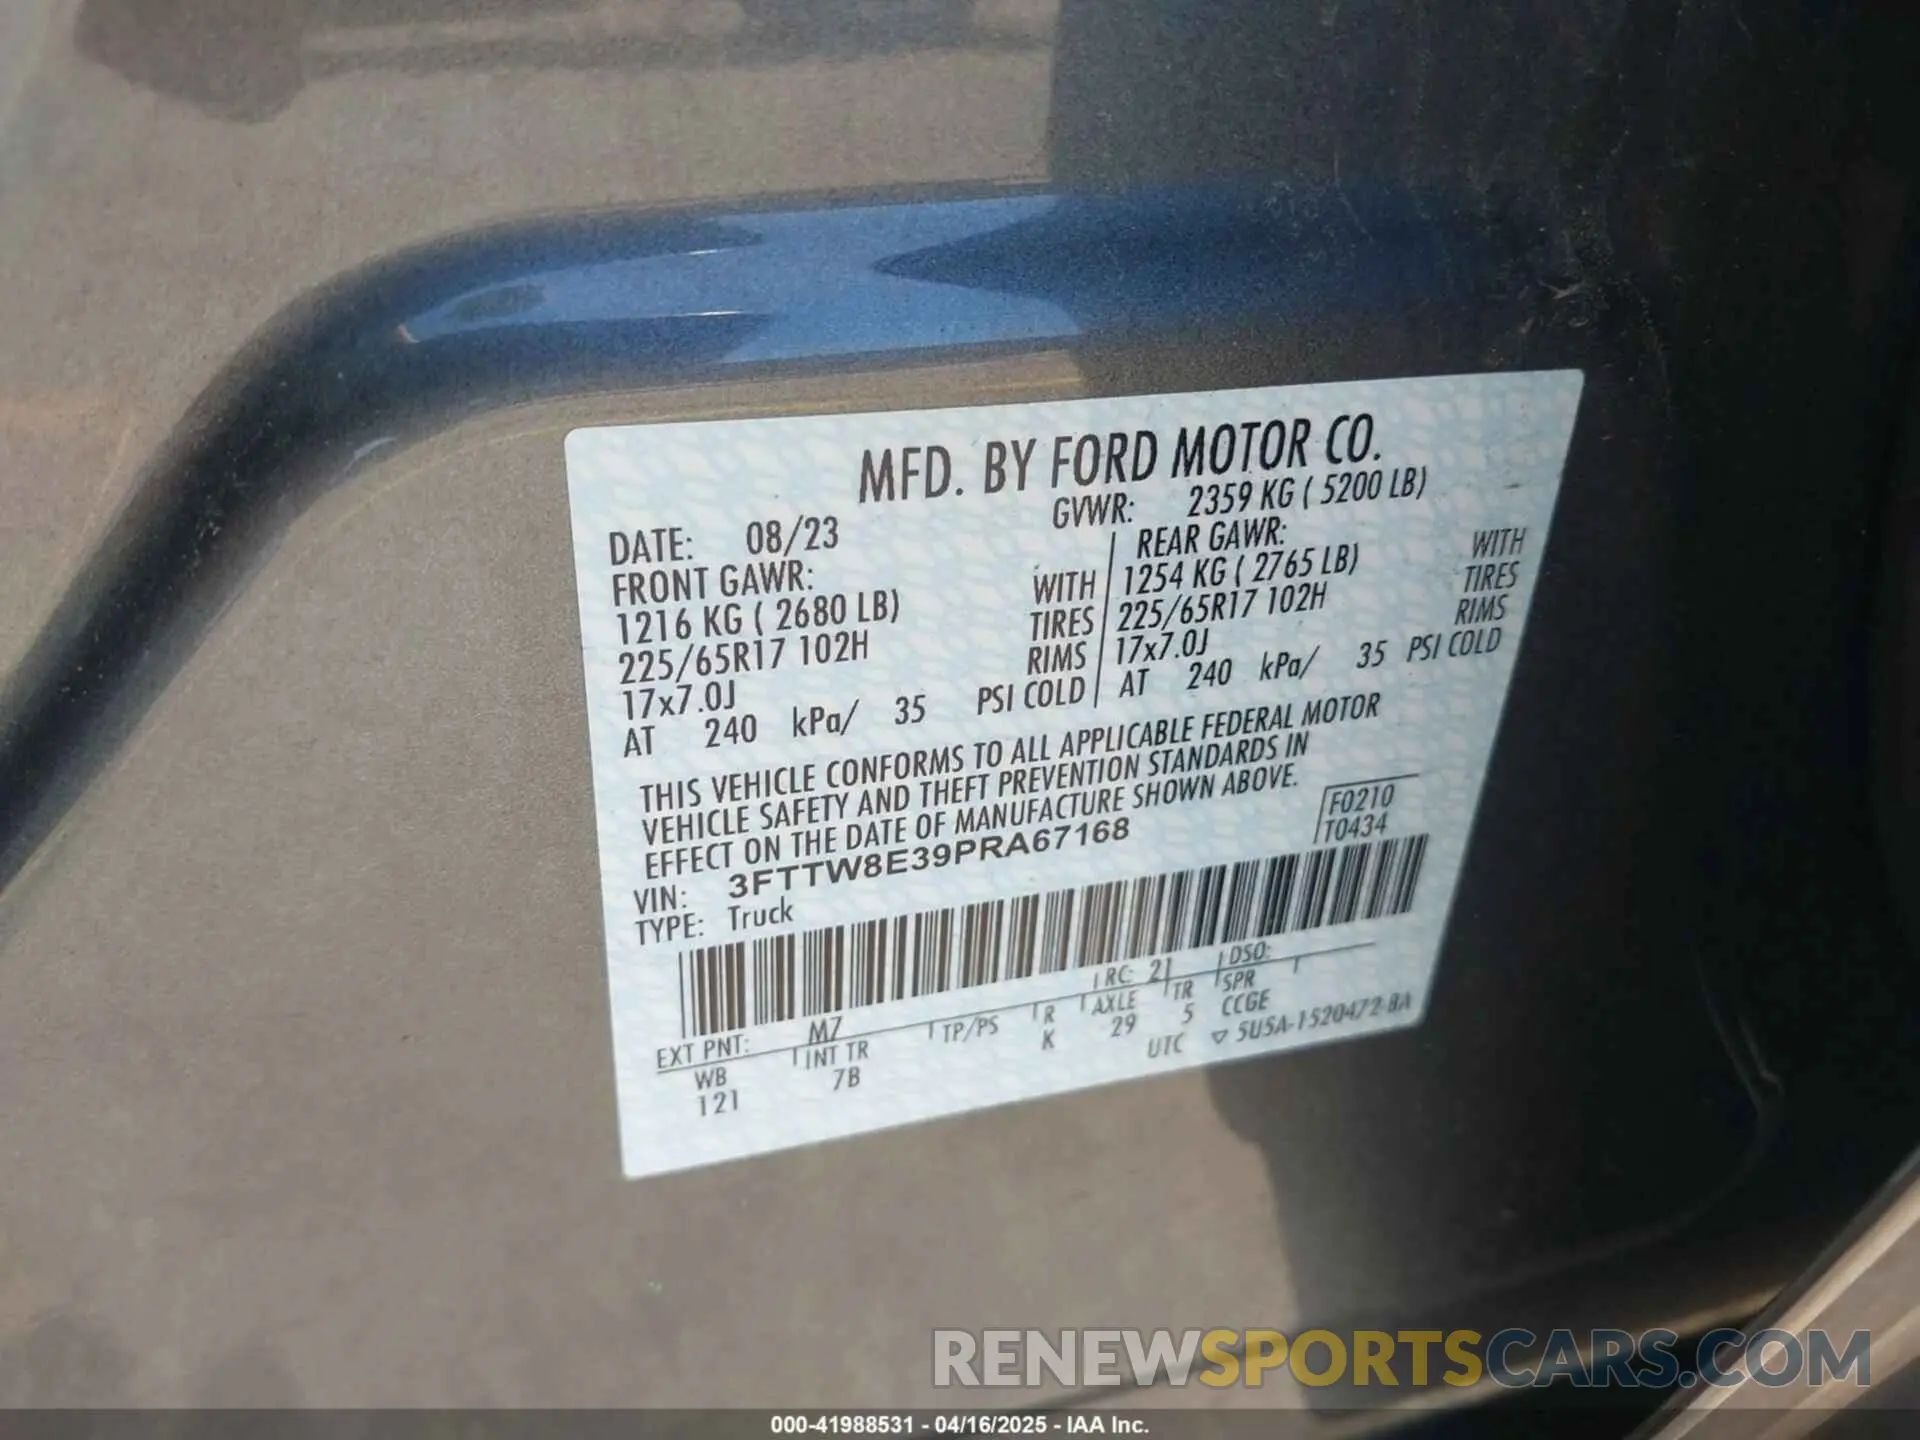 MFD. BY FORD MOTOR CO.
DATE: 08/23 GVWR: 2359 KG ( 5200 LB)
FRONT GAWR: REAR GAWR:
1216 KG ( 2680 LB) WITH 1254 KG ( 2765 LB) WITH
225/65R17 102H TIRES 225/65R17 102H TIRES
17x7.0J RIMS 17x7.0J RIMS
AT 240 kPa/ 35 PSI COLD AT 240 kPa/ 35 PSI COLD
THIS VEHICLE CONFORMS TO ALL APPLICABLE FEDERAL MOTOR
VEHICLE SAFETY AND THEFT PREVENTION STANDARDS IN
EFFECT ON THE DATE OF MANUFACTURE SHOWN ABOVE.
VIN: 3FTTW8E39PRA67168 F0210
TYPE: Truck T0434
EXT PNT: M7 RC: 21 DSO:
WB INT TR TP/PS R AXLE TR SPR
121 7B K 29 5 CCGE
UTC ▽ 5U5A-1520472-BA
RENEWSPORTSCARS.COM
000-41988531 - 04/16/2025 - IAA Inc.